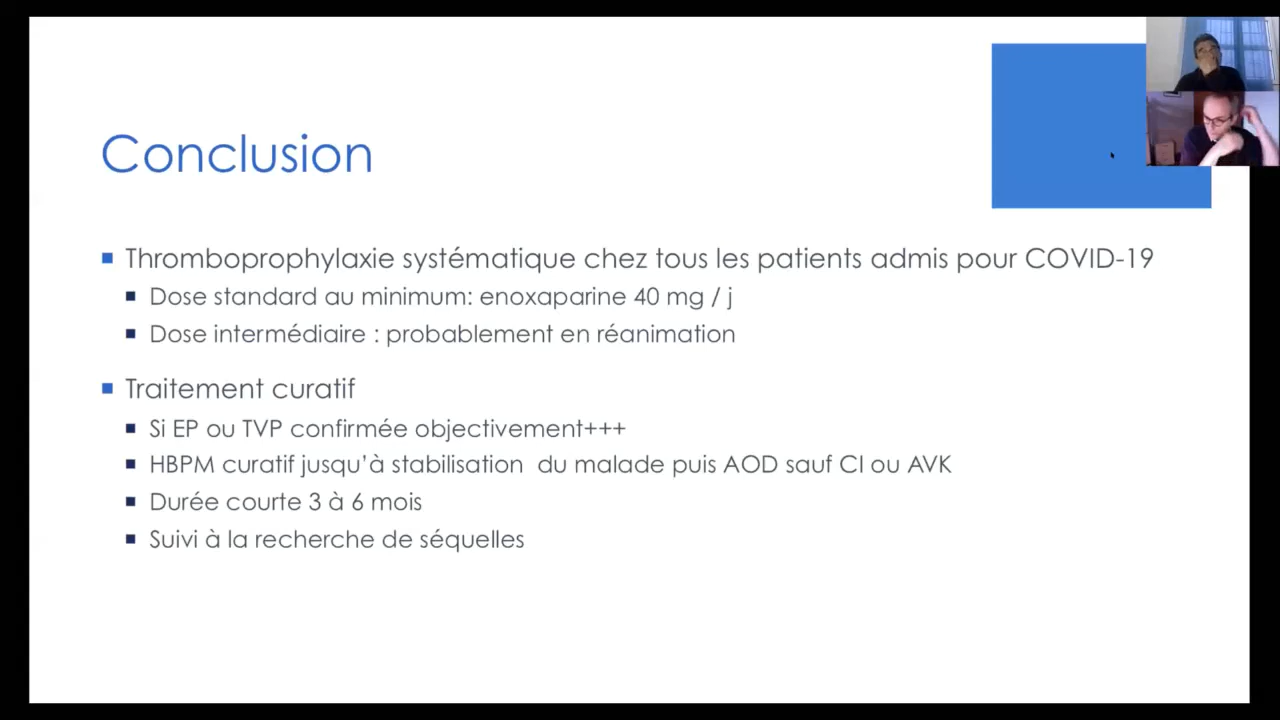 Conclusion
Thromboprophylaxie systématique chez tous les patients admis pour COVID-19
Dose standard au minimum: enoxaparine 40 mg / j
Dose intermédiaire : probablement en réanimation
Traitement curatif
Si EP ou TVP confirmée objectivement+++
HBPM curatif jusqu’à stabilisation du malade puis AOD sauf CI ou AVK
Durée courte 3 à 6 mois
Suivi à la recherche de séquelles